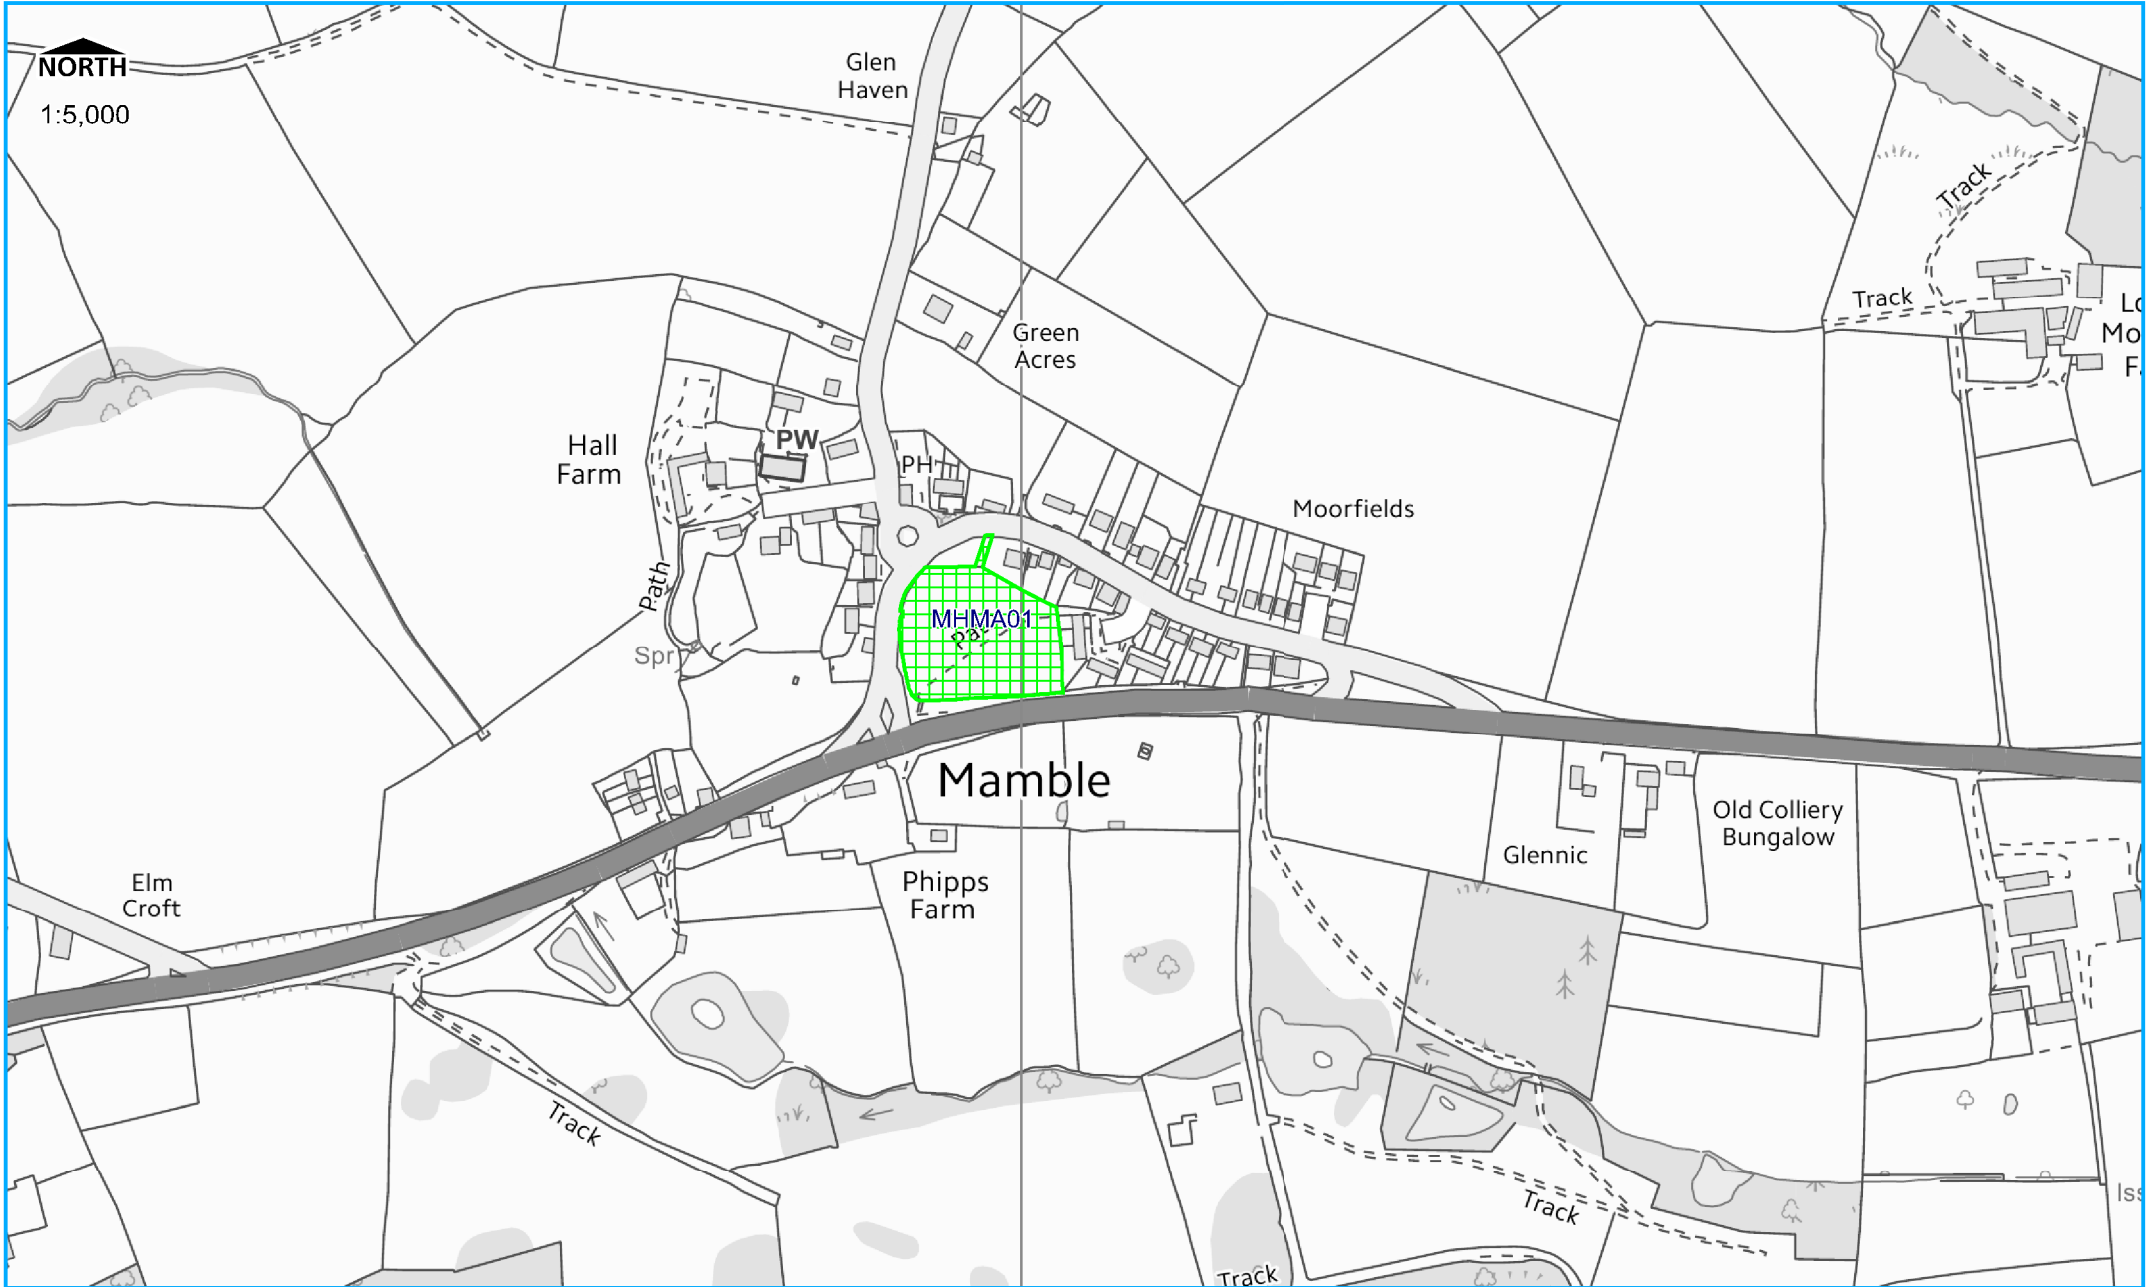 NORTH
1:5,000
Glen
Haven
Track
Track
Green
Acres
Hall
Farm
PW
PH
Moorfields
Path
MHMA01
Spr
Mamble
Old Colliery
Bungalow
Glennic
Elm
Croft
Phipps
Farm
Track
Track
Track